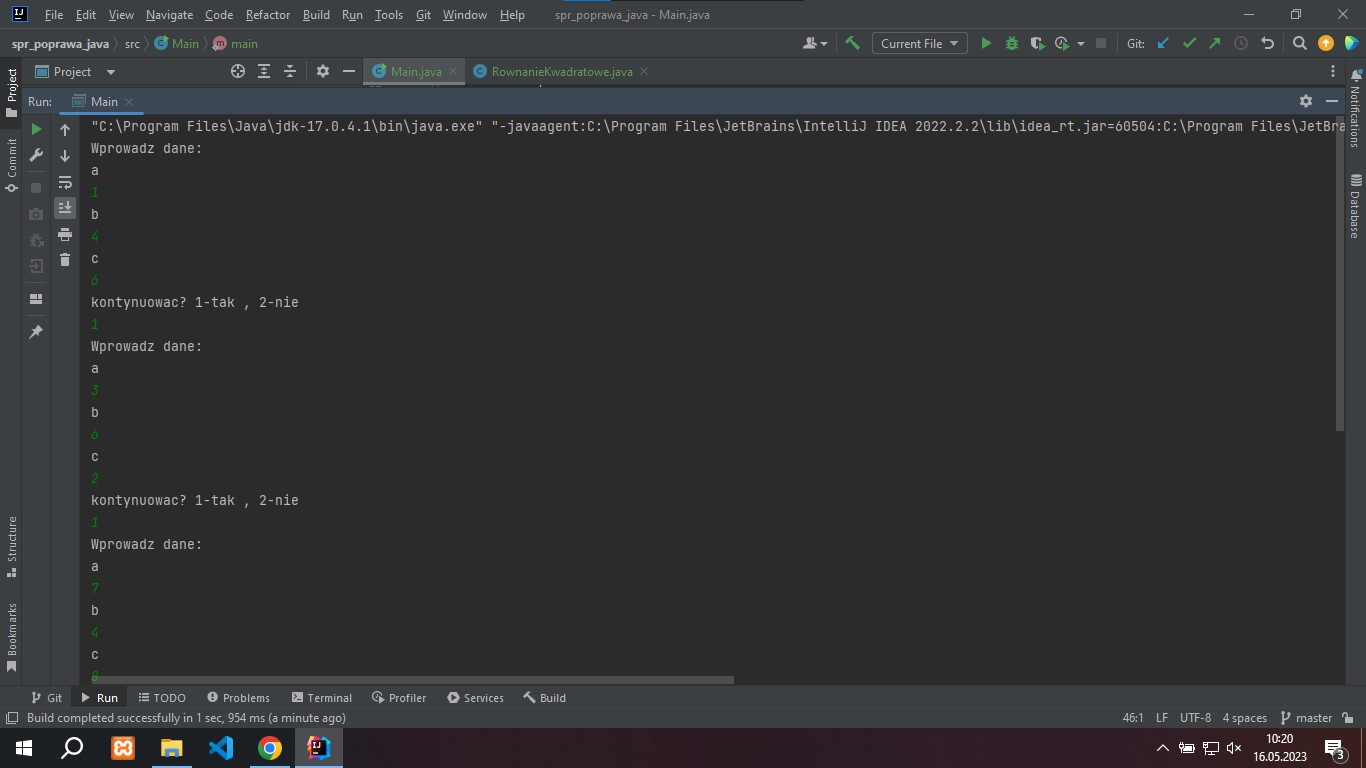 File Edit View Navigate Code Refactor Build Run Tools Git Window Help spr_poprawa_java - Main.java
spr_poprawa_java src Main main Current File Git:
Project Main.java RownanieKwadratowe.java
Run: Main
"C:\Program Files\Java\jdk-17.0.4.1\bin\java.exe" "-javaagent:C:\Program Files\JetBrains\IntelliJ IDEA 2022.2.2\lib\idea_rt.jar=60504:C:\Program Files\JetBra
Wprowadz dane:
a
1
b
4
c
6
kontynuowac? 1-tak , 2-nie
1
Wprowadz dane:
a
3
b
6
c
2
kontynuowac? 1-tak , 2-nie
1
Wprowadz dane:
a
7
b
4
c
8
Project
Commit
Structure
Bookmarks
Notifications
Database
Git Run TODO Problems Terminal Profiler Services Build
Build completed successfully in 1 sec, 954 ms (a minute ago) 46:1 LF UTF-8 4 spaces master
10:20
16.05.2023
3